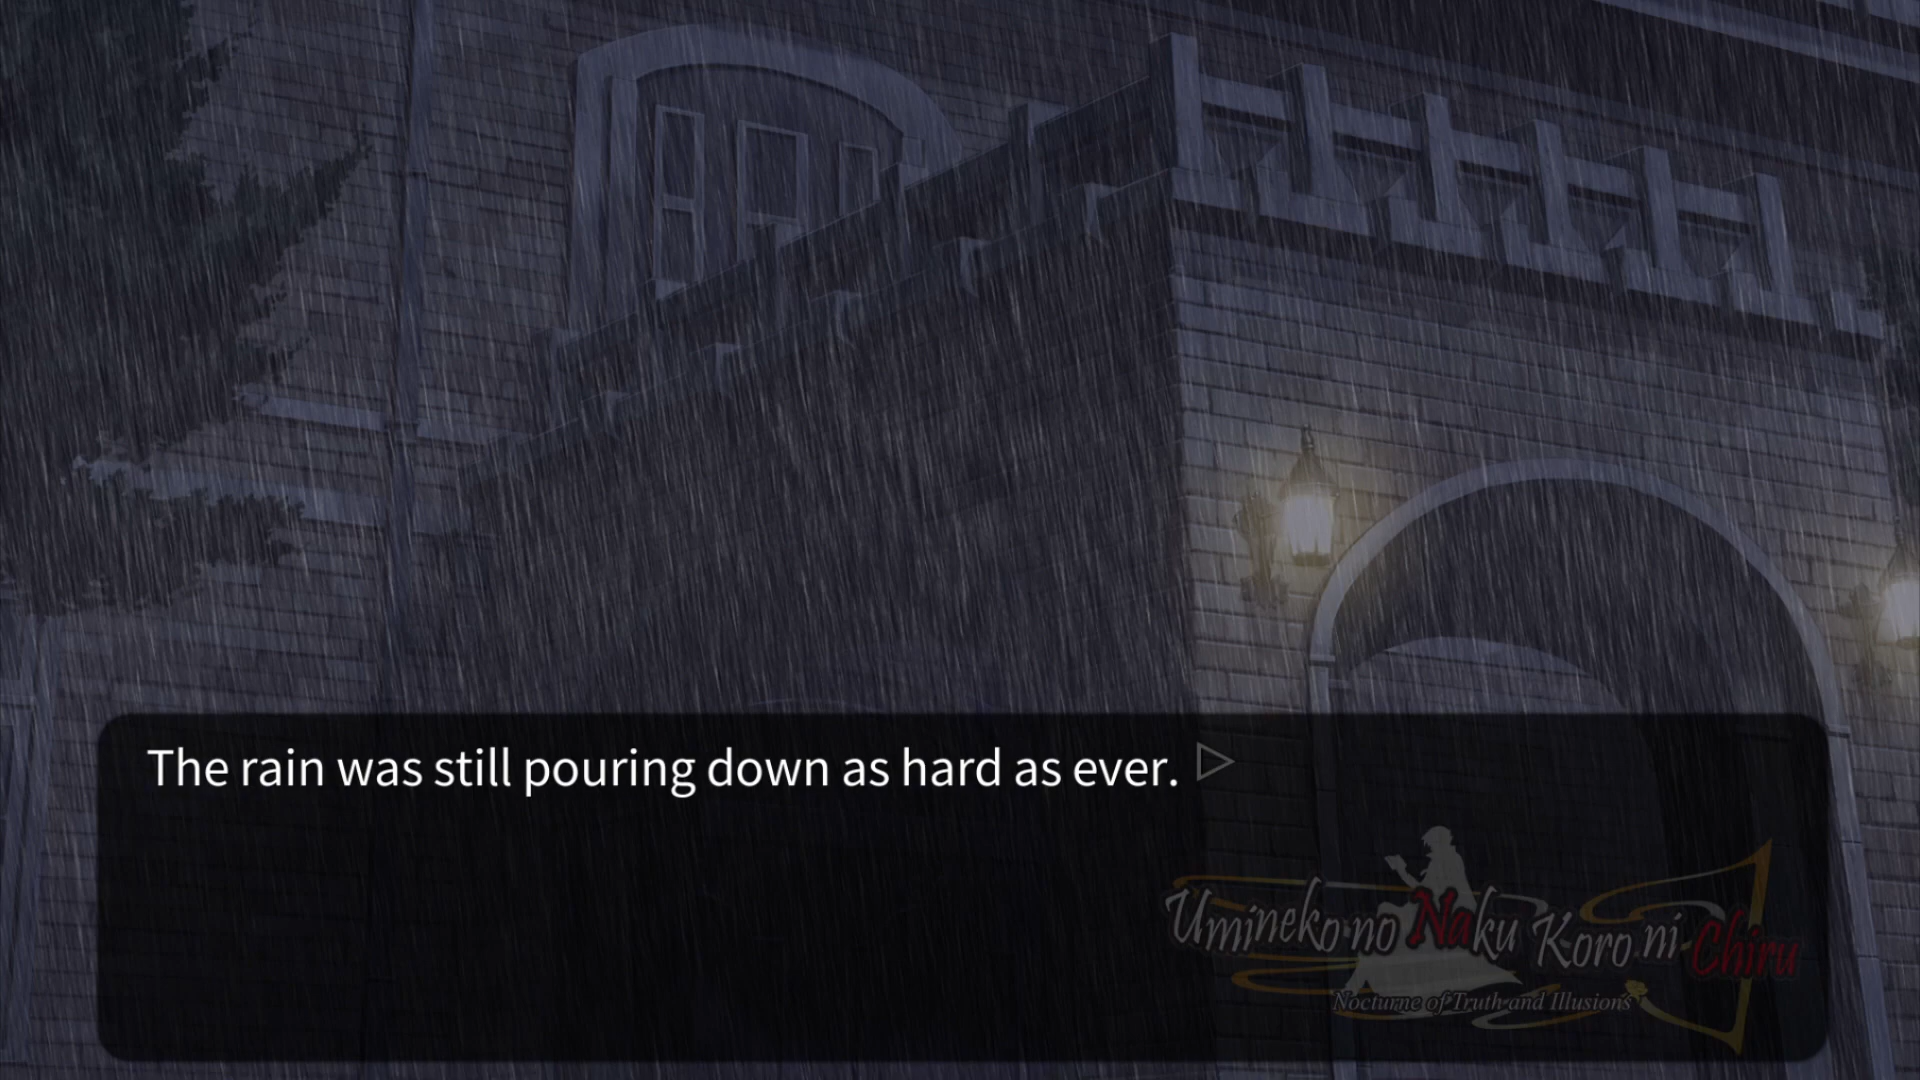 The rain was still pouring down as hard as ever.
Umineko no Naku Koro ni Chiru
Nocturne of Truth and Illusions